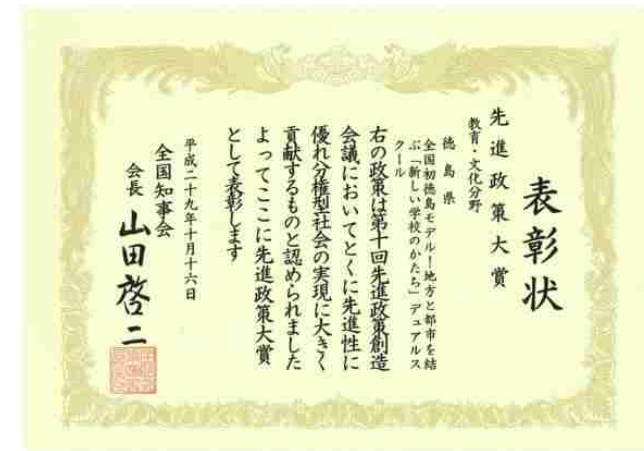 表彰状
先進政策大賞
教育・文化分野
徳島県
全国初徳島モデル!地方と都市を結
ぶ「新しい学校のかたち」デュアルス
クール
右の政策は第十回先進政策創造
会議においてとくに先進性に
優れ分権型社会の実現に大きく
貢献するものと認められました
よってここに先進政策大賞
として表彰します
平成二十九年十月十六日
全国知事会
会長 山田啓二